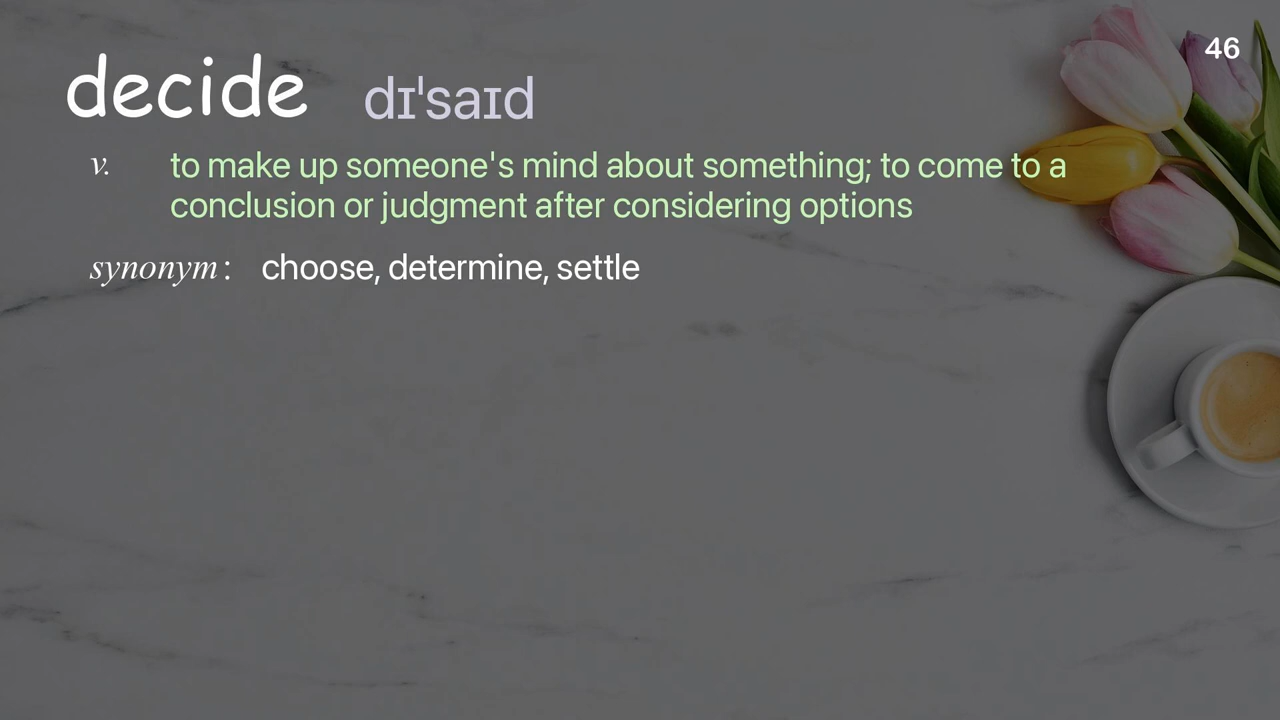 46
decide dɪˈsaɪd
v. to make up someone's mind about something; to come to a
conclusion or judgment after considering options
synonym: choose, determine, settle